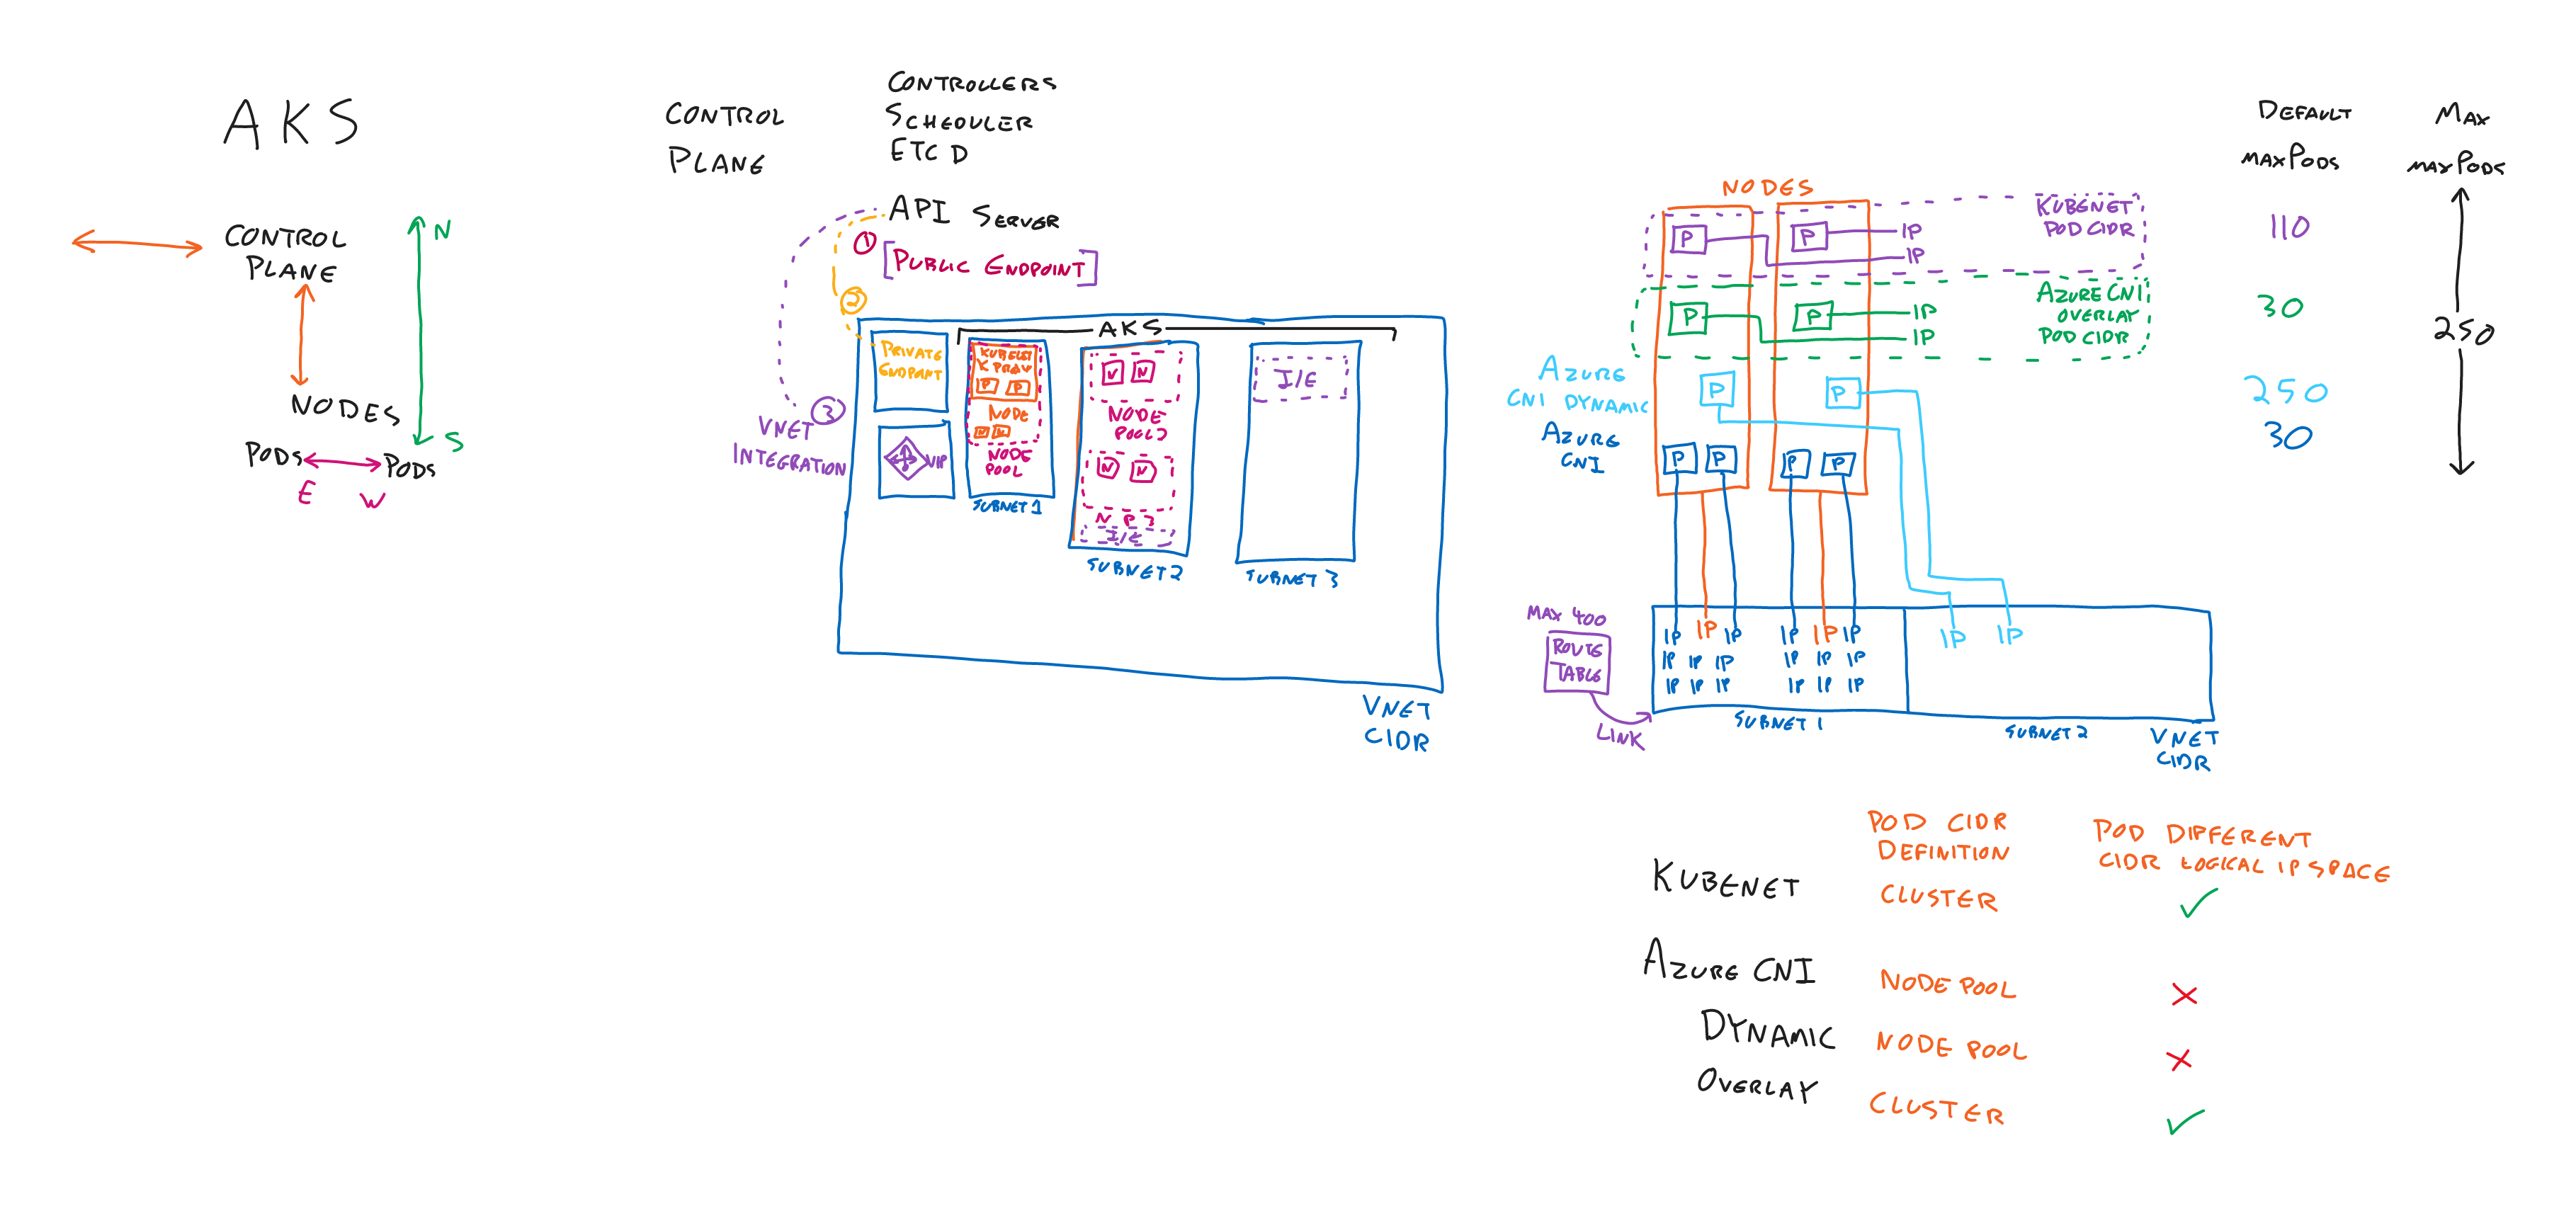 AKS
CONTROL
PLANE
N
NODES
S
PODS
PODS
E
W
CONTROL
PLANE
CONTROLLERS
SCHEDULER
ETCD
API SERVER
1
[PUBLIC ENDPOINT]
2
3
VNET
INTEGRATION
AKS
PRIVATE
ENDPOINT
VIP
KUBELET
K PROXY
P P
NODE
N N
NODE
POOL
SUBNET 1
N N
NODE
POOL 2
N N
N P 3
I/E
SUBNET 2
I/E
SUBNET 3
VNET
CIDR
NODES
P
P
IP
IP
KUBENET
POD CIDR
P
P
IP
IP
AZURE CNI
OVERLAY
POD CIDR
AZURE
CNI DYNAMIC
P
P
AZURE
CNI
P P P P
MAX 400
ROUTE
TABLE
LINK
IP IP IP IP IP IP
IP IP IP IP IP IP
IP IP IP IP IP IP
IP IP
SUBNET 1
SUBNET 2
VNET
CIDR
DEFAULT
MAXPODS
110
30
250
30
MAX
MAXPODS
250
POD CIDR
DEFINITION
POD DIFFERENT
CIDR LOGICAL IP SPACE
KUBENET
CLUSTER
✓
AZURE CNI
NODE POOL
✗
DYNAMIC
NODE POOL
✗
OVERLAY
CLUSTER
✓